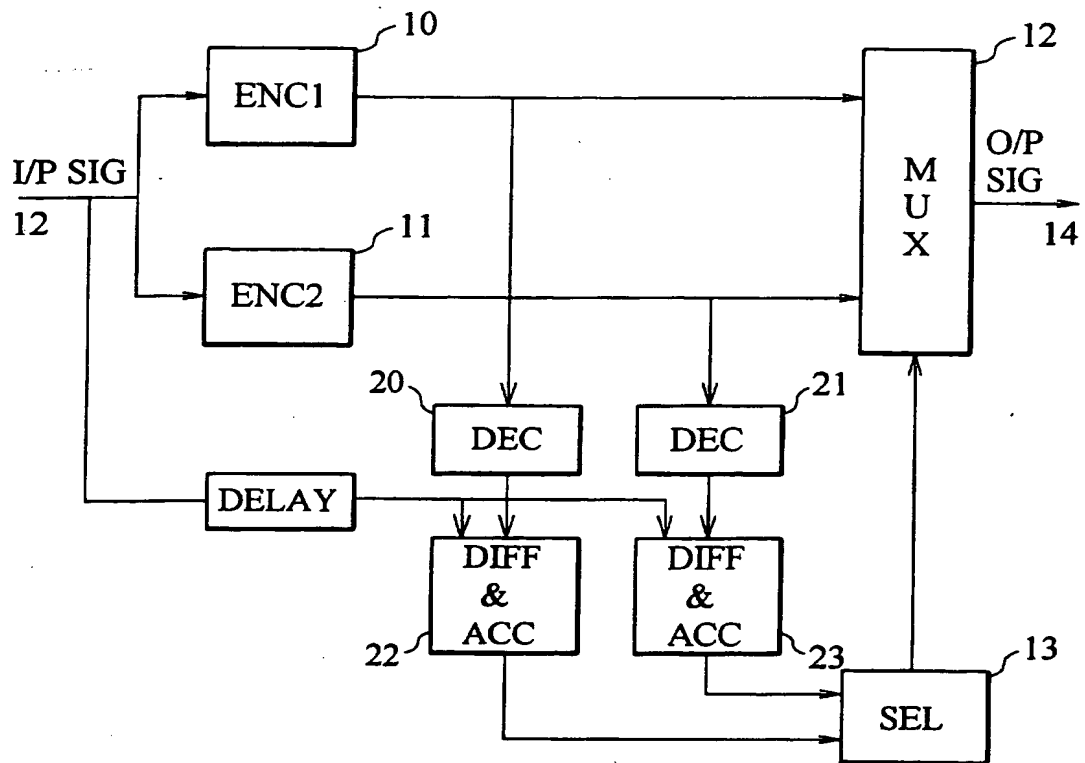 10
12
ENC1
I/P SIG
12
O/P
SIG
14
M
U
X
11
ENC2
20
21
DEC
DEC
DELAY
DIFF
&
ACC
DIFF
&
ACC
22
23
13
SEL